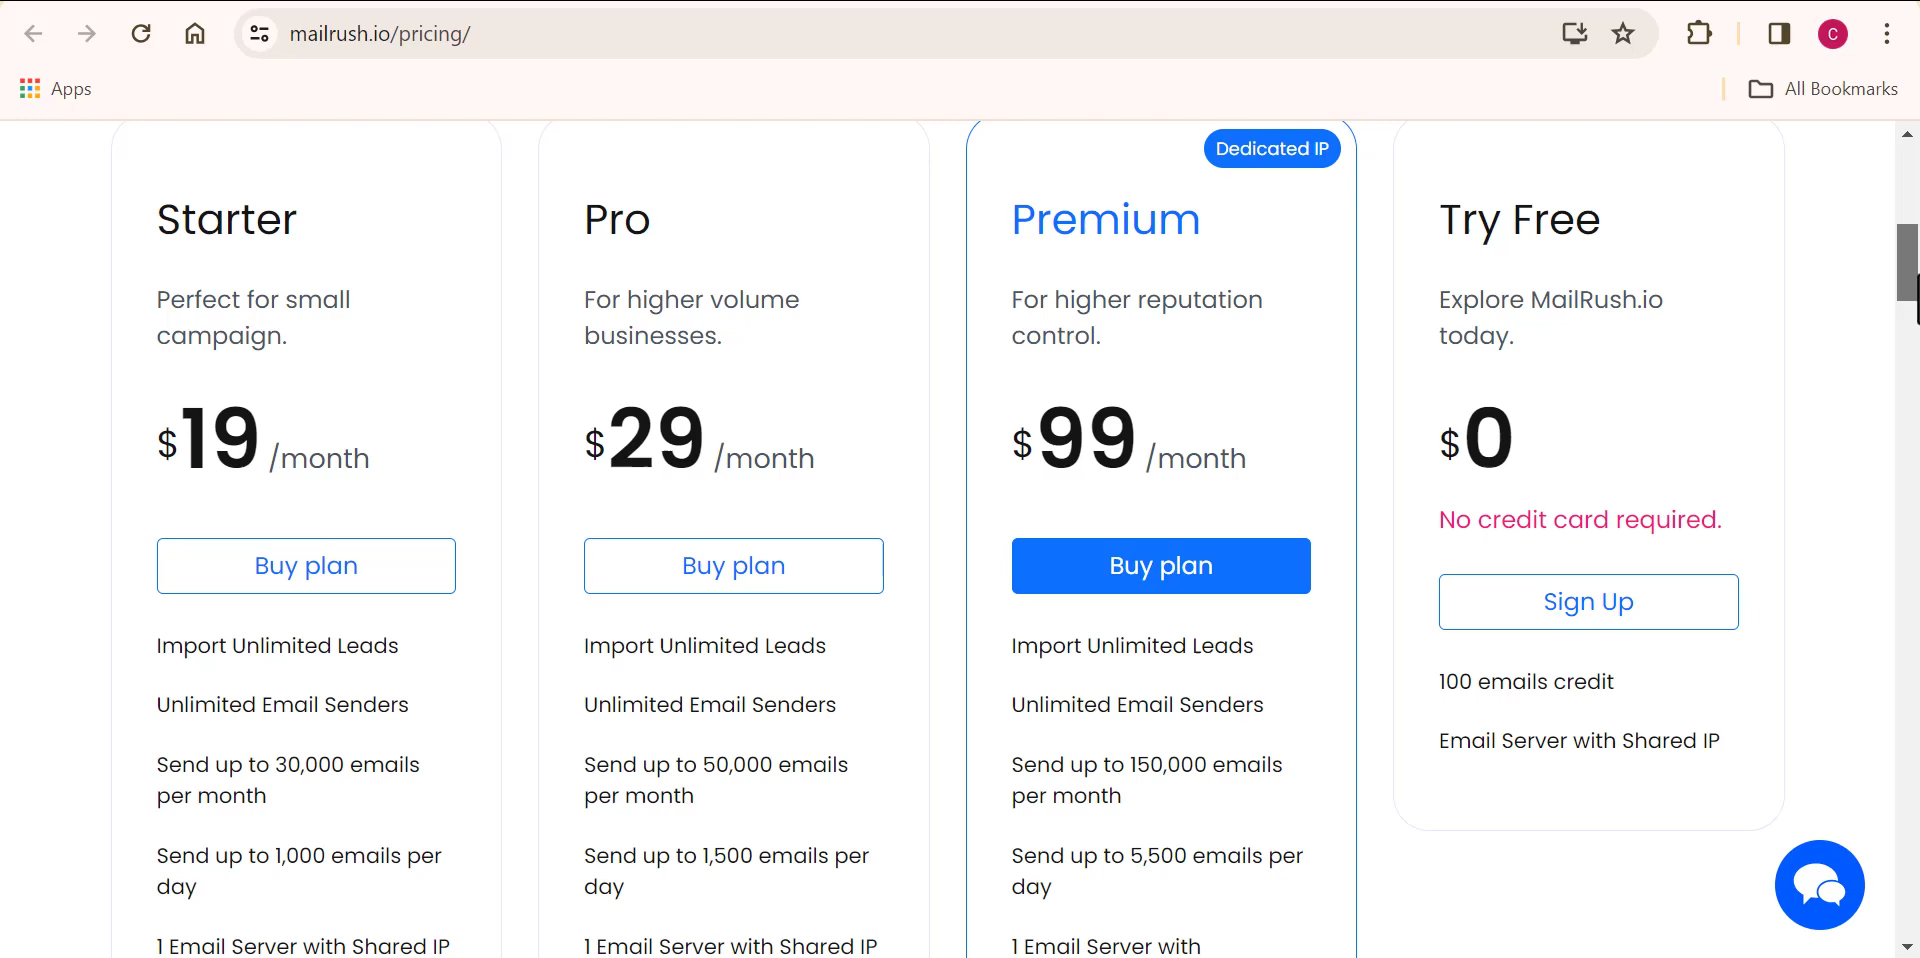 mailrush.io/pricing/
C
Apps
All Bookmarks
Starter
Perfect for small
campaign.
$19 /month
Buy plan
Import Unlimited Leads
Unlimited Email Senders
Send up to 30,000 emails
per month
Send up to 1,000 emails per
day
1 Email Server with Shared IP
Pro
For higher volume
businesses.
$29 /month
Buy plan
Import Unlimited Leads
Unlimited Email Senders
Send up to 50,000 emails
per month
Send up to 1,500 emails per
day
1 Email Server with Shared IP
Dedicated IP
Premium
For higher reputation
control.
$99 /month
Buy plan
Import Unlimited Leads
Unlimited Email Senders
Send up to 150,000 emails
per month
Send up to 5,500 emails per
day
1 Email Server with
Try Free
Explore MailRush.io
today.
$0
No credit card required.
Sign Up
100 emails credit
Email Server with Shared IP